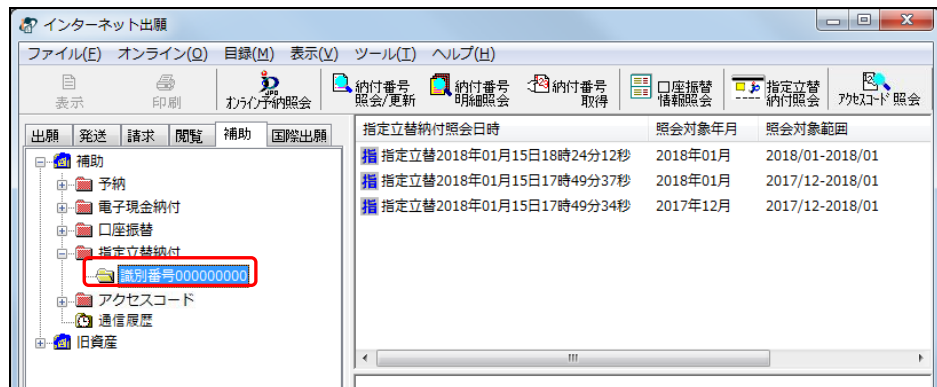 インターネット出願
ファイル(F) オンライン(O) 目録(M) 表示(V) ツール(T) ヘルプ(H)
表示 印刷 オンライン予納照会 納付番号照会/更新 納付番号明細照会 納付番号取得 口座振替情報照会 指定立替納付照会 アクセスコード照会
出願 発送 請求 閲覧 補助 国際出願
指定立替納付照会日時 照会対象年月 照会対象範囲
補助
指 指定立替2018年01月15日18時24分12秒 2018年01月 2018/01-2018/01
予納
指 指定立替2018年01月15日17時49分37秒 2018年01月 2017/12-2018/01
電子現金納付
指 指定立替2018年01月15日17時49分34秒 2017年12月 2017/12-2018/01
口座振替
指定立替納付
識別番号000000000
アクセスコード
通信履歴
旧資産